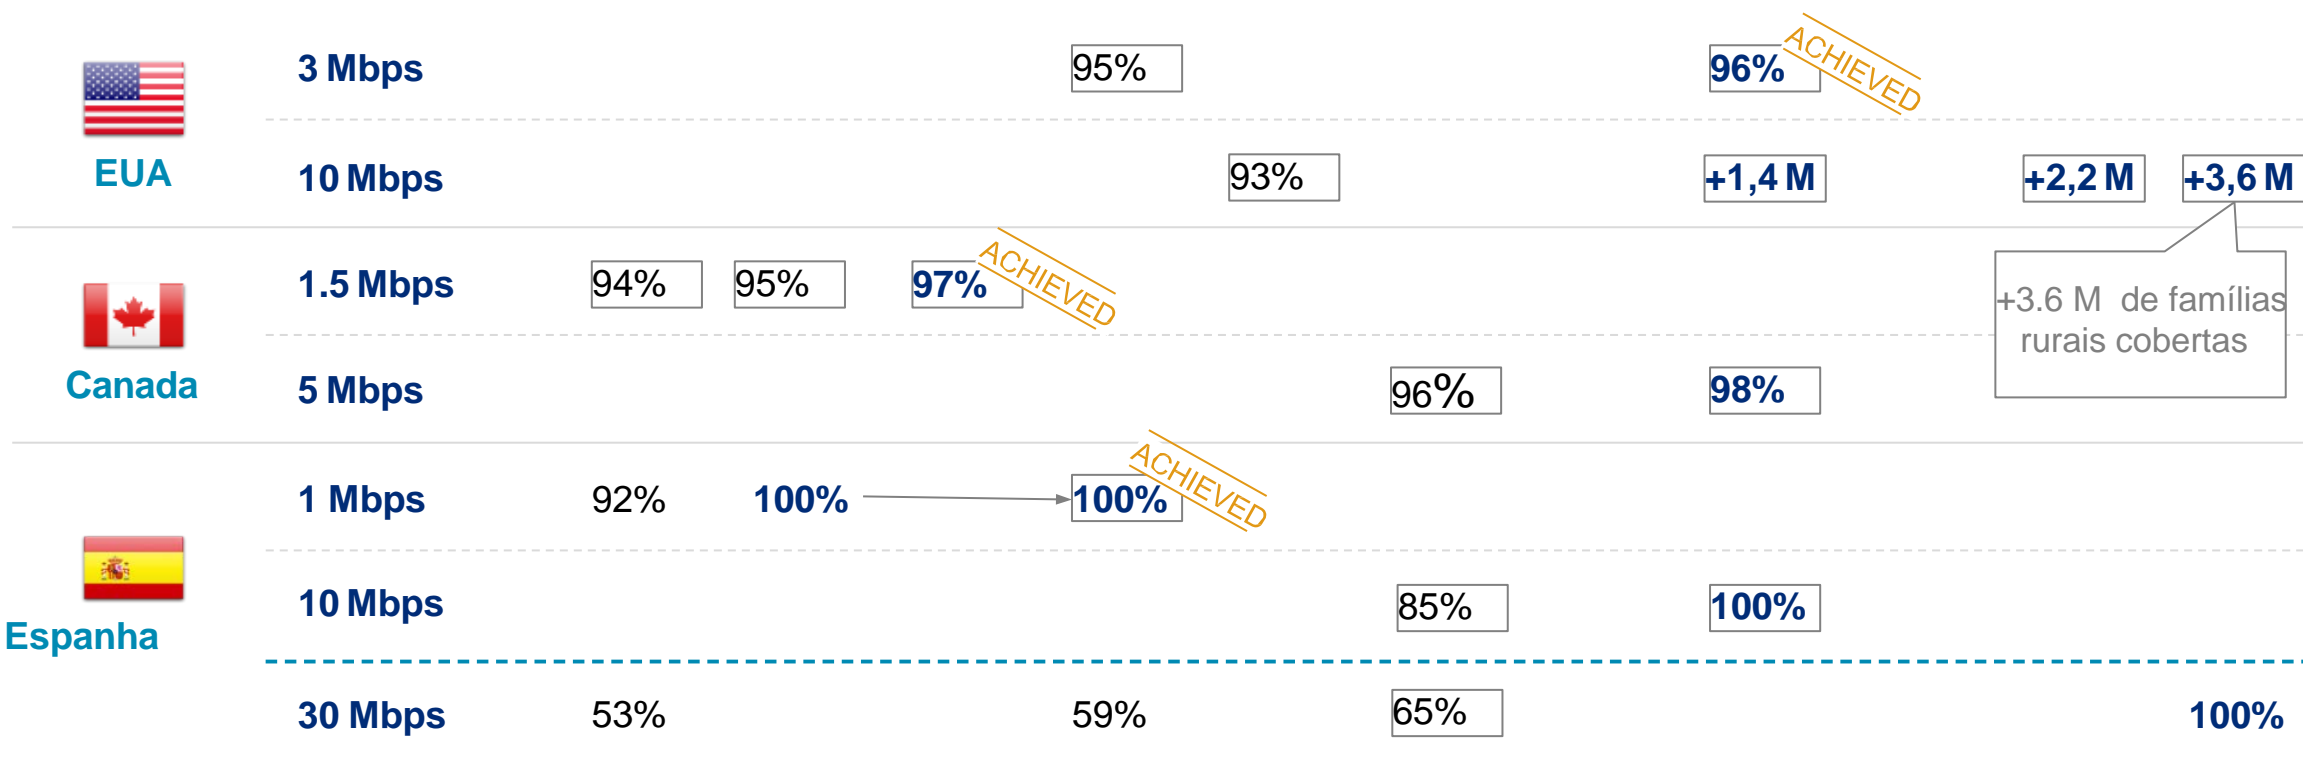 3 Mbps 95% 96% ACHIEVED
EUA
10 Mbps 93% +1,4 M +2,2 M +3,6 M
1.5 Mbps 94% 95% 97% ACHIEVED
+3.6 M de famílias
rurais cobertas
Canada
5 Mbps 96% 98%
1 Mbps 92% 100% 100% ACHIEVED
10 Mbps 85% 100%
Espanha
30 Mbps 53% 59% 65% 100%